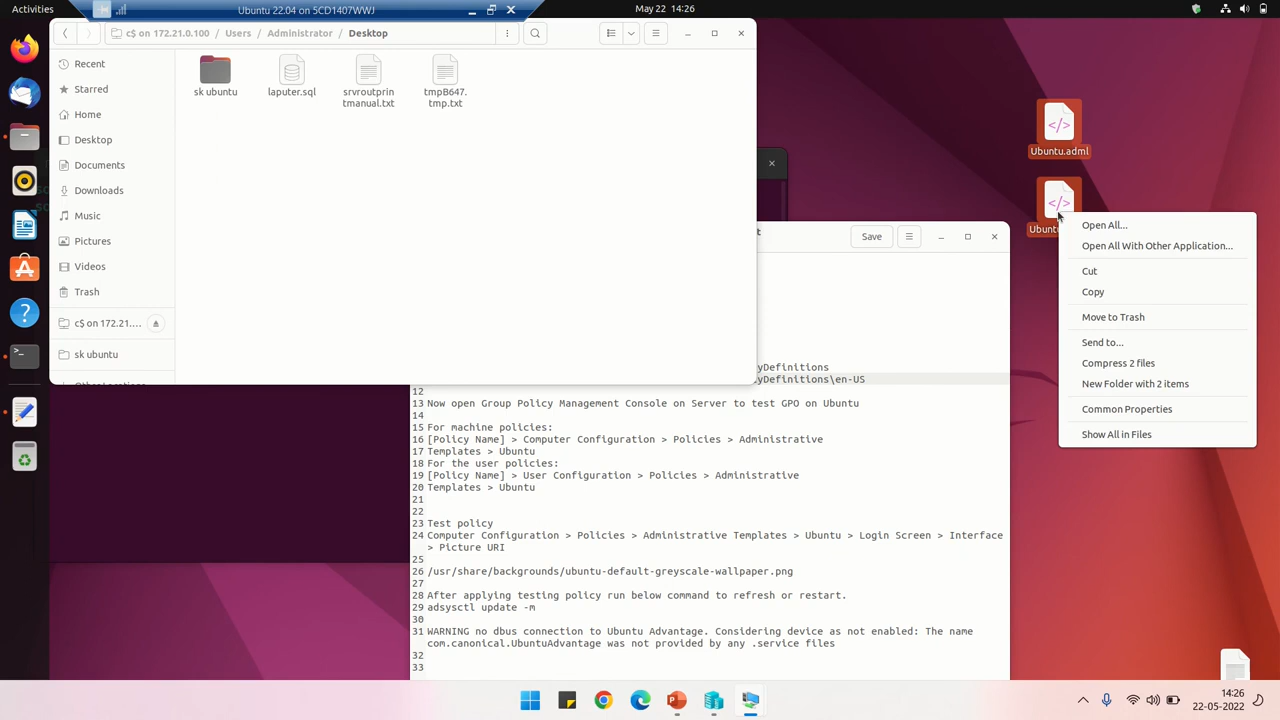 Ubuntu 22.04 on 5CD1407WWJ
Activities
May 22 14:26
c$ on 172.21.0.100 / Users / Administrator / Desktop
Recent
Starred
Home
Desktop
Documents
Downloads
Music
Pictures
Videos
Trash
c$ on 172.21....
sk ubuntu
sk ubuntu
laputer.sql
srvroutprin
tmanual.txt
tmpB647.
tmp.txt
Ubuntu.adml
Save
Open All...
Open All With Other Application...
Cut
Copy
Move to Trash
Send to...
Compress 2 files
New Folder with 2 items
Common Properties
Show All in Files
yDefinitions
yDefinitions\en-US
12
13 Now open Group Policy Management Console on Server to test GPO on Ubuntu
14
15 For machine policies:
16 [Policy Name] > Computer Configuration > Policies > Administrative
17 Templates > Ubuntu
18 For the user policies:
19 [Policy Name] > User Configuration > Policies > Administrative
20 Templates > Ubuntu
21
22
23 Test policy
24 Computer Configuration > Policies > Administrative Templates > Ubuntu > Login Screen > Interface
> Picture URI
25
26 /usr/share/backgrounds/ubuntu-default-greyscale-wallpaper.png
27
28 After applying testing policy run below command to refresh or restart.
29 adsysctl update -m
30
31 WARNING no dbus connection to Ubuntu Advantage. Considering device as not enabled: The name
com.canonical.UbuntuAdvantage was not provided by any .service files
32
33
14:26
22-05-2022